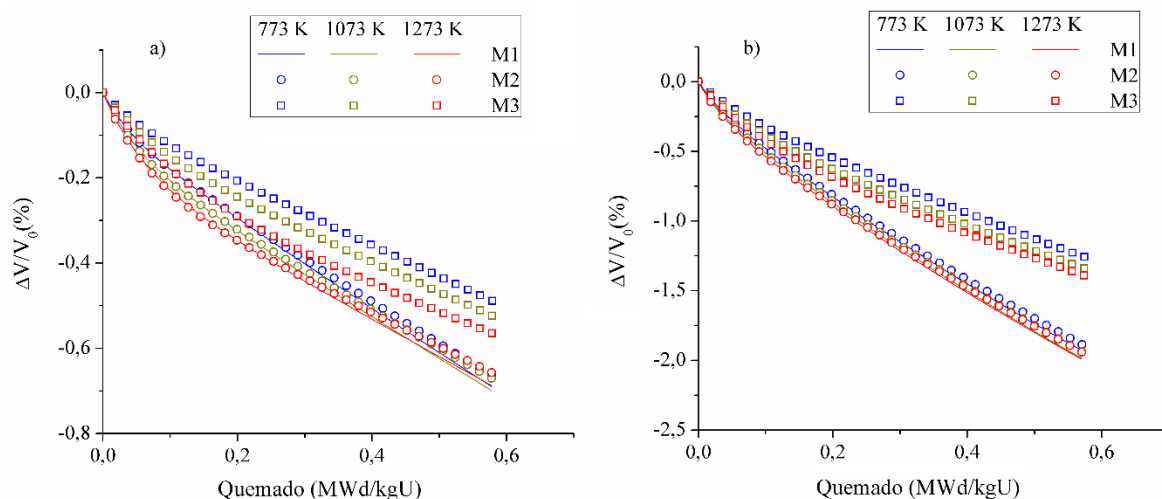 a)
773 K 1073 K 1273 K
M1
M2
M3
0,0
-0,2
-0,4
-0,6
-0,8
ΔV/V0(%)
0,0 0,2 0,4 0,6
Quemado (MWd/kgU)
b)
773 K 1073 K 1273 K
M1
M2
M3
0,0
-0,5
-1,0
-1,5
-2,0
-2,5
ΔV/V0(%)
0,0 0,2 0,4 0,6
Quemado (MWd/kgU)